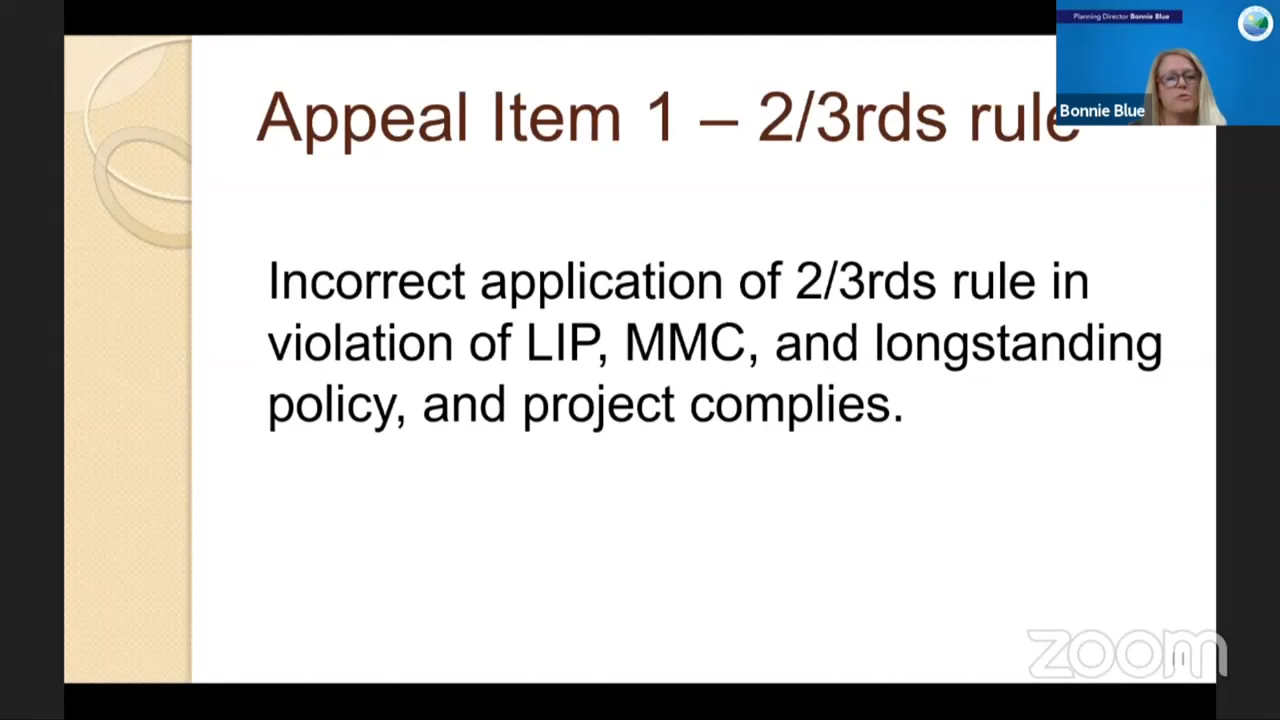 Planning Director Bonnie Blue
Bonnie Blue
Appeal Item 1 – 2/3rds rule
Incorrect application of 2/3rds rule in
violation of LIP, MMC, and longstanding
policy, and project complies.
zoom
11